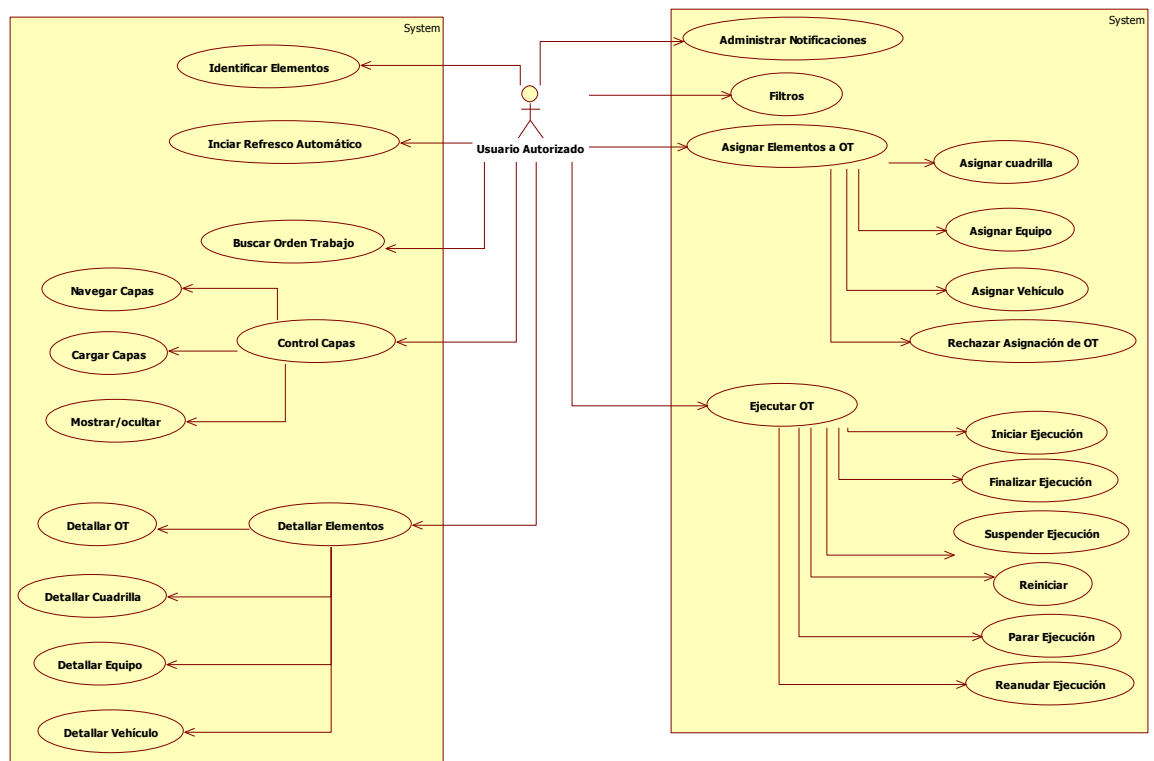 System
Identificar Elementos
Inciar Refresco Automático
Buscar Orden Trabajo
Navegar Capas
Control Capas
Cargar Capas
Mostrar/ocultar
Detallar OT
Detallar Elementos
Detallar Cuadrilla
Detallar Equipo
Detallar Vehículo
Usuario Autorizado
System
Administrar Notificaciones
Filtros
Asignar Elementos a OT
Asignar cuadrilla
Asignar Equipo
Asignar Vehículo
Rechazar Asignación de OT
Ejecutar OT
Iniciar Ejecución
Finalizar Ejecución
Suspender Ejecución
Reiniciar
Parar Ejecución
Reanudar Ejecución